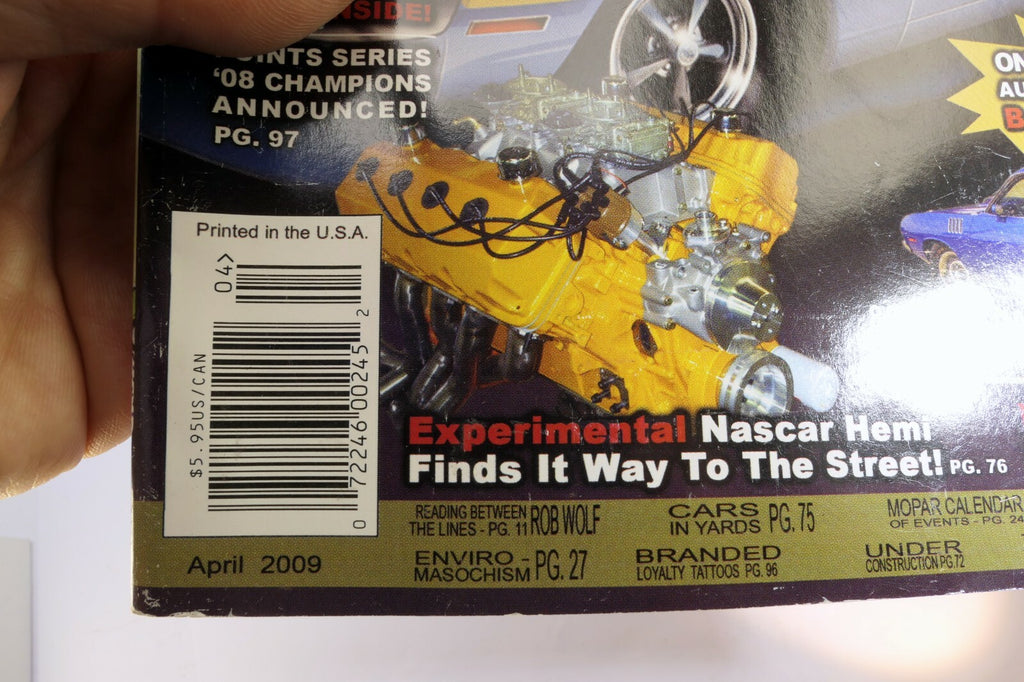 INSIDE!
POINTS SERIES
'08 CHAMPIONS
ANNOUNCED!
PG. 97
ON
AU
B
Printed in the U.S.A.
04>
$5.95US/CAN
0 72246 00245 2
Experimental Nascar Hemi
Finds It Way To The Street! PG. 76
READING BETWEEN
THE LINES - PG. 11 ROB WOLF
CARS
IN YARDS PG. 75
MOPAR CALENDAR
OF EVENTS - PG. 24
ENVIRO -
MASOCHISM PG. 27
BRANDED
LOYALTY TATTOOS PG. 96
UNDER
CONSTRUCTION PG.72
April 2009